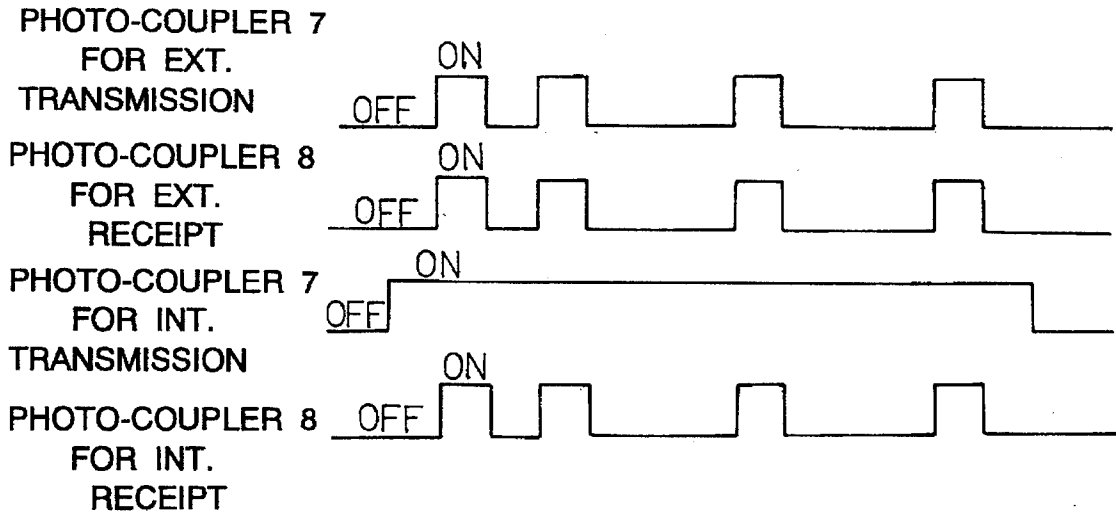 PHOTO-COUPLER 7
FOR EXT.
TRANSMISSION
OFF
ON
PHOTO-COUPLER 8
FOR EXT.
RECEIPT
OFF
ON
PHOTO-COUPLER 7
FOR INT.
TRANSMISSION
OFF
ON
PHOTO-COUPLER 8
FOR INT.
RECEIPT
OFF
ON